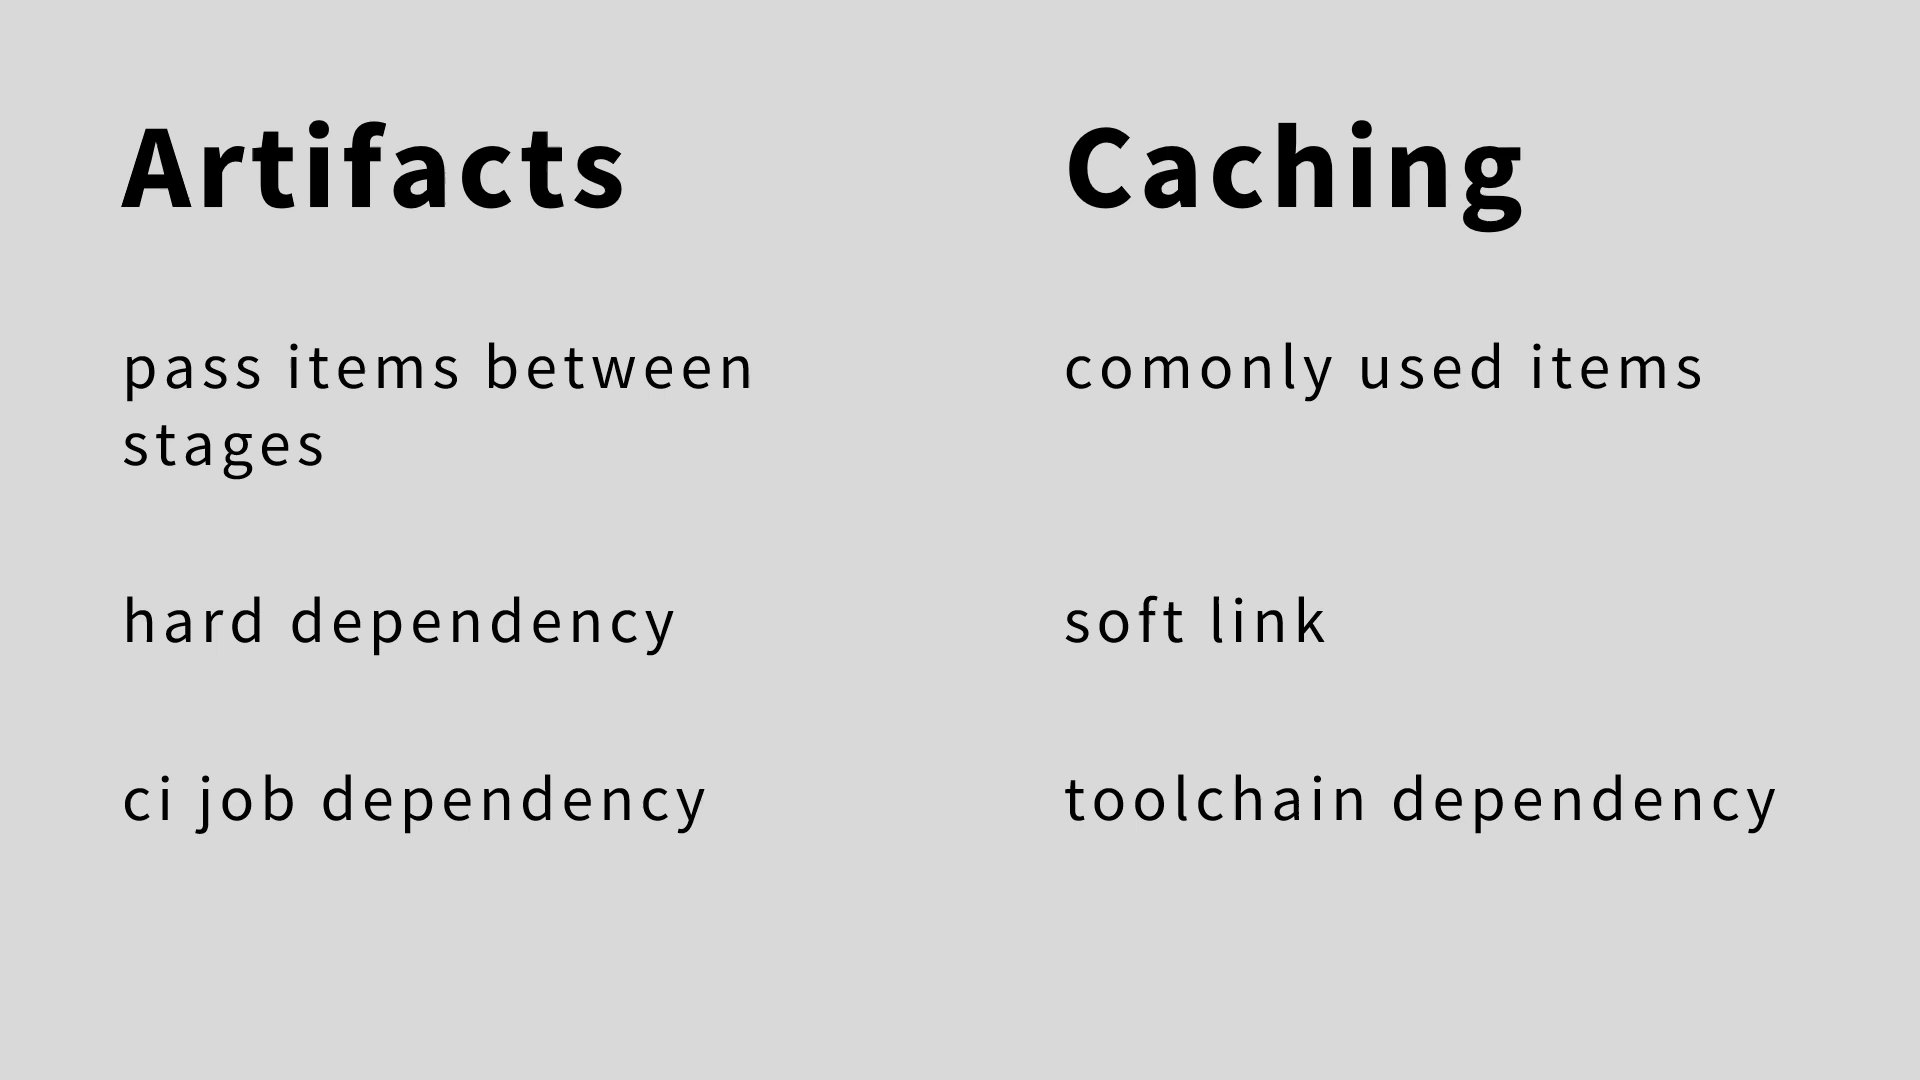 Artifacts
pass items between
stages
hard dependency
ci job dependency
Caching
comonly used items
soft link
toolchain dependency